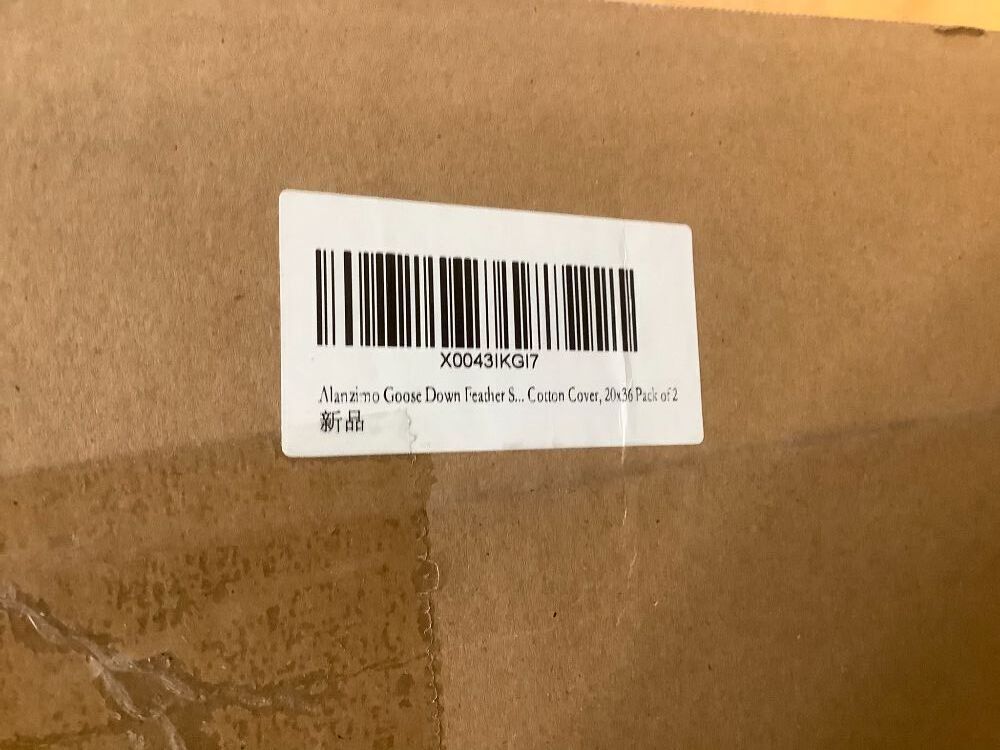 X0043IKGI7
Alanzimo Goose Down Feather S... Cotton Cover, 20x36 Pack of 2
新品